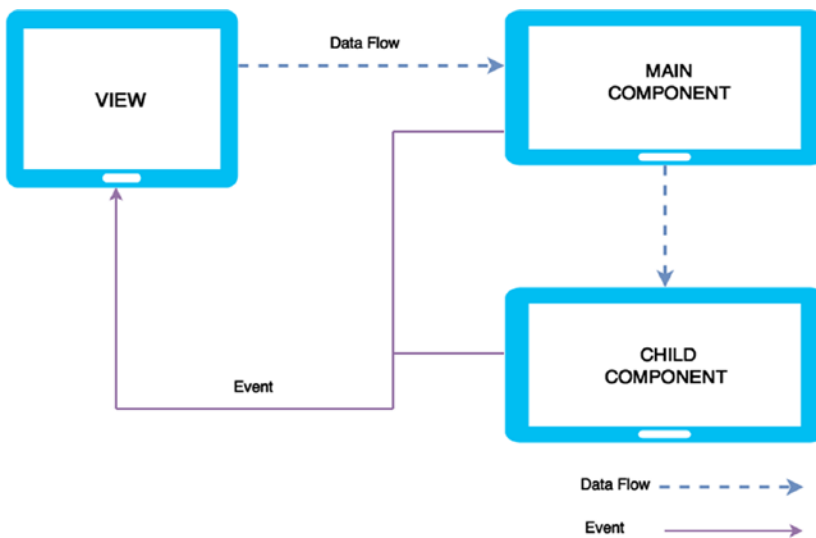 Data Flow
VIEW
MAIN
COMPONENT
CHILD
COMPONENT
Event
Data Flow
Event